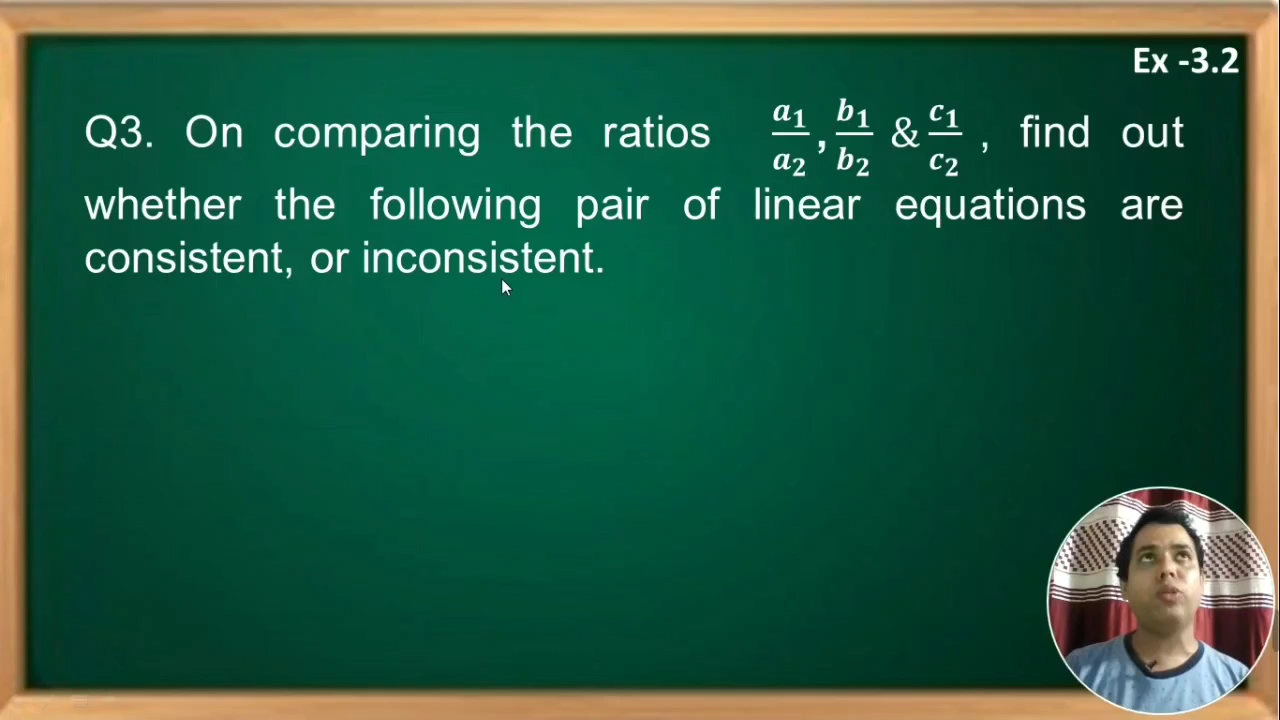 Ex -3.2
Q3. On comparing the ratios a₁/a₂, b₁/b₂ & c₁/c₂ , find out
whether the following pair of linear equations are
consistent, or inconsistent.